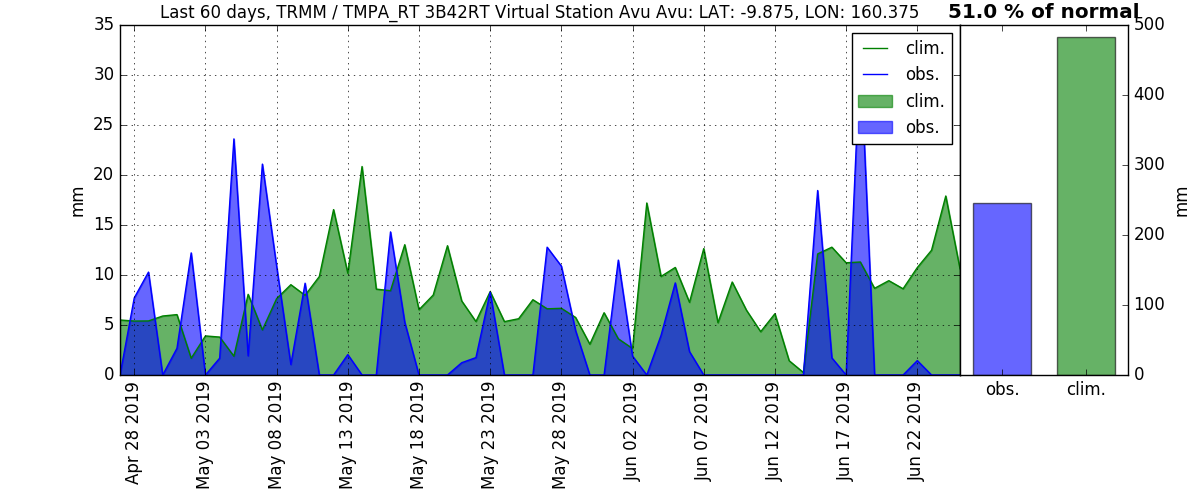 Last 60 days, TRMM / TMPA_RT 3B42RT Virtual Station Avu Avu: LAT: -9.875, LON: 160.375
51.0 % of normal
35
30
25
20
15
10
5
0
mm
clim.
obs.
clim.
obs.
500
400
300
200
100
0
mm
Apr 28 2019
May 03 2019
May 08 2019
May 13 2019
May 18 2019
May 23 2019
May 28 2019
Jun 02 2019
Jun 07 2019
Jun 12 2019
Jun 17 2019
Jun 22 2019
obs.
clim.